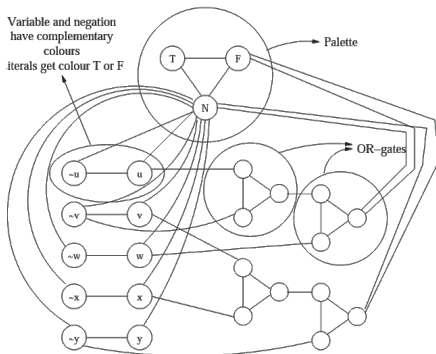 Variable and negation
have complementary
colours
iterals get colour T or F
T
F
Palette
N
OR-gates
~u
u
~v
v
~w
w
~x
x
~y
y